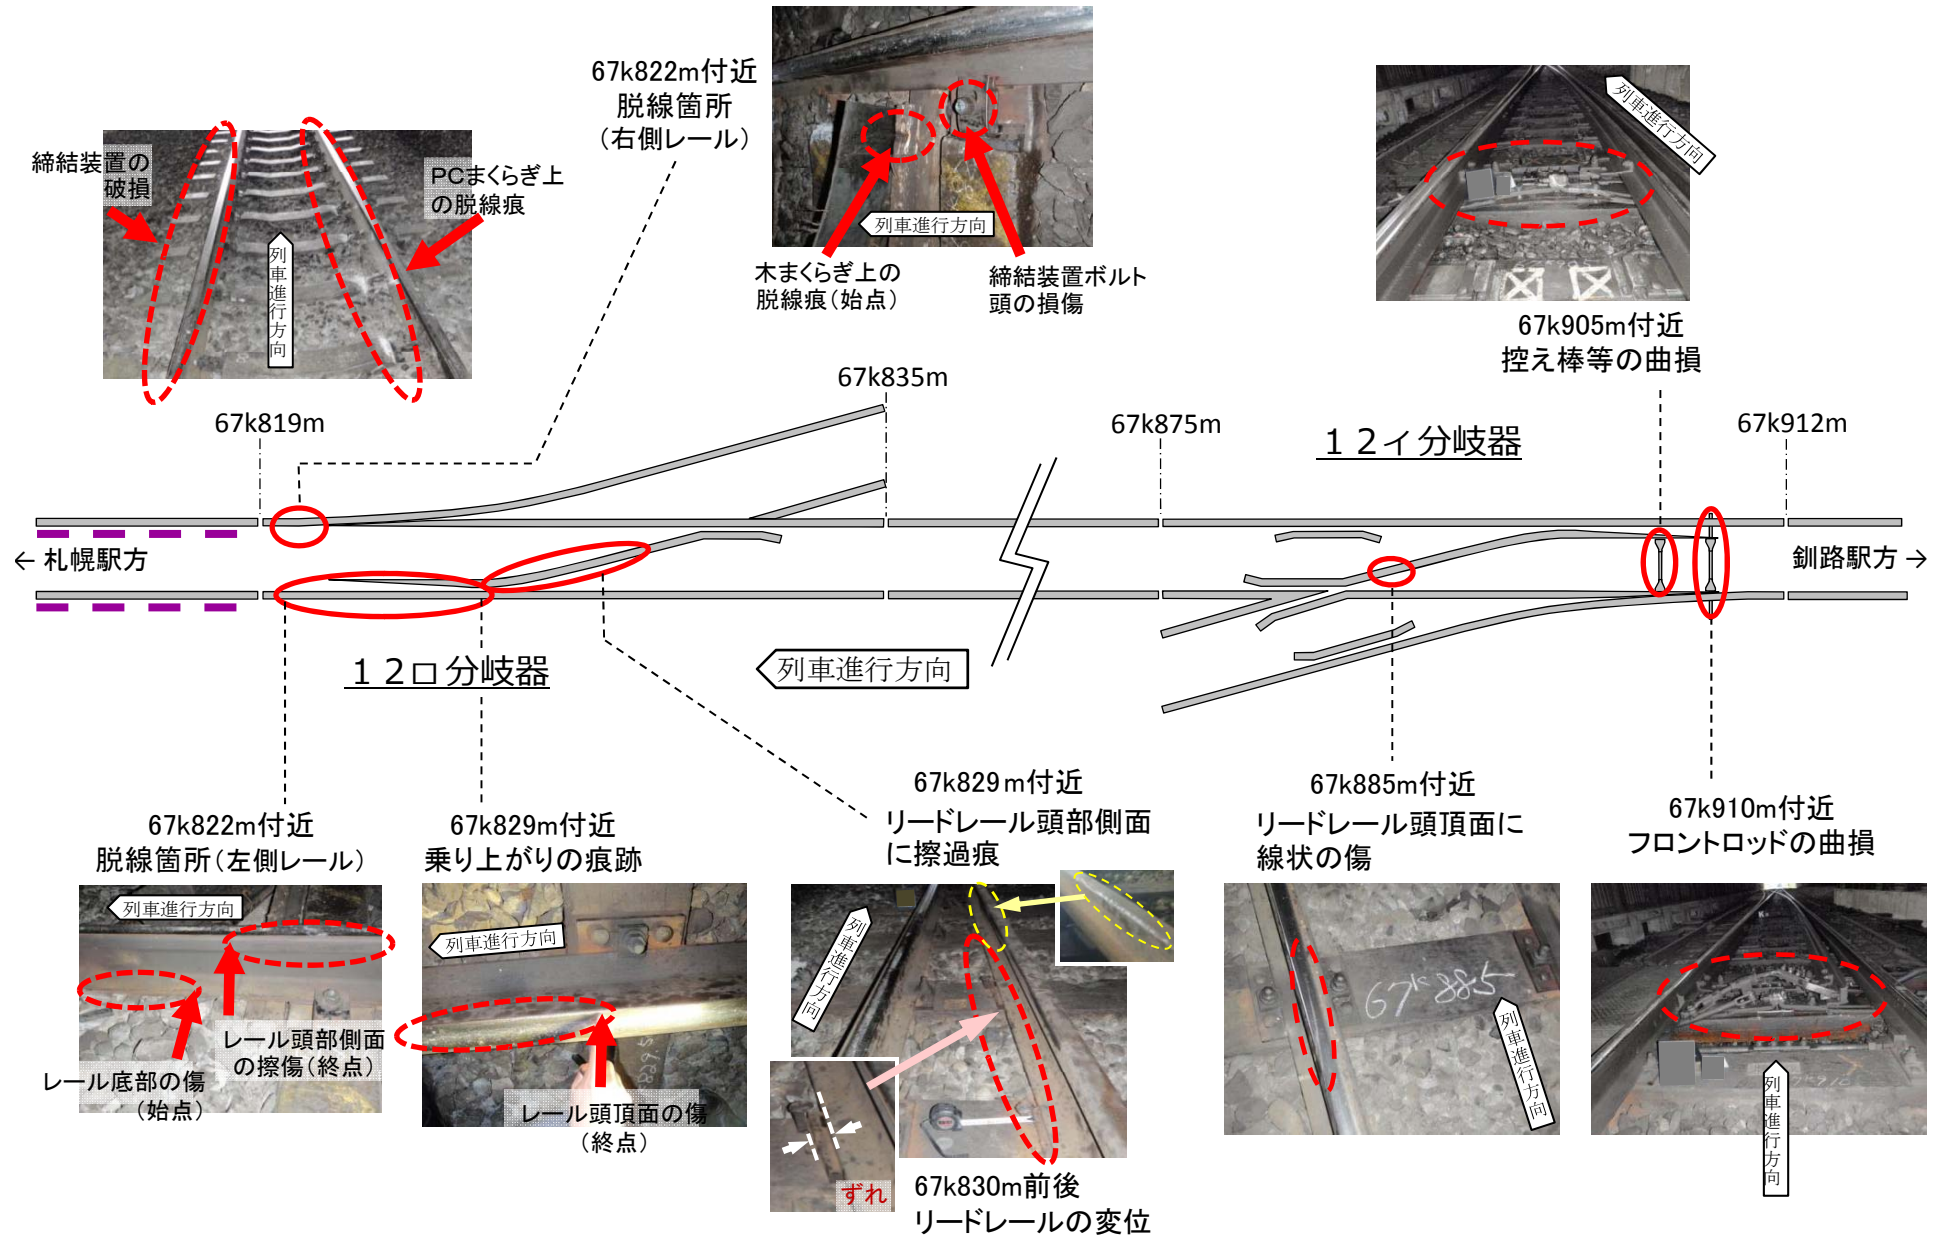 67k822m付近
脱線箇所
（右側レール）
締結装置の
破損
PCまくらぎ上
の脱線痕
列車進行方向
列車進行方向
木まくらぎ上の
脱線痕（始点）
締結装置ボルト
頭の損傷
列車進行方向
67k905m付近
控え棒等の曲損
67k819m
67k835m
67k875m
12イ分岐器
67k912m
← 札幌駅方
釧路駅方 →
12ロ分岐器
列車進行方向
67k822m付近
脱線箇所（左側レール）
列車進行方向
レール頭部側面
の擦傷（終点）
レール底部の傷
（始点）
67k829m付近
乗り上がりの痕跡
列車進行方向
829.5
レール頭頂面の傷
（終点）
67k829m付近
リードレール頭部側面
に擦過痕
列車進行方向
ずれ
67k830m前後
リードレールの変位
67k885m付近
リードレール頭頂面に
線状の傷
67k885
列車進行方向
67k910m付近
フロントロッドの曲損
列車進行方向